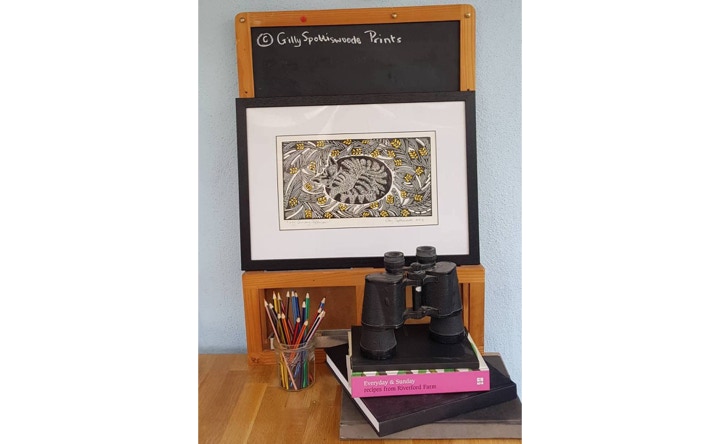 © Gilly Spottiswoode Prints
Everyday & Sunday
recipes from Riverford Farm